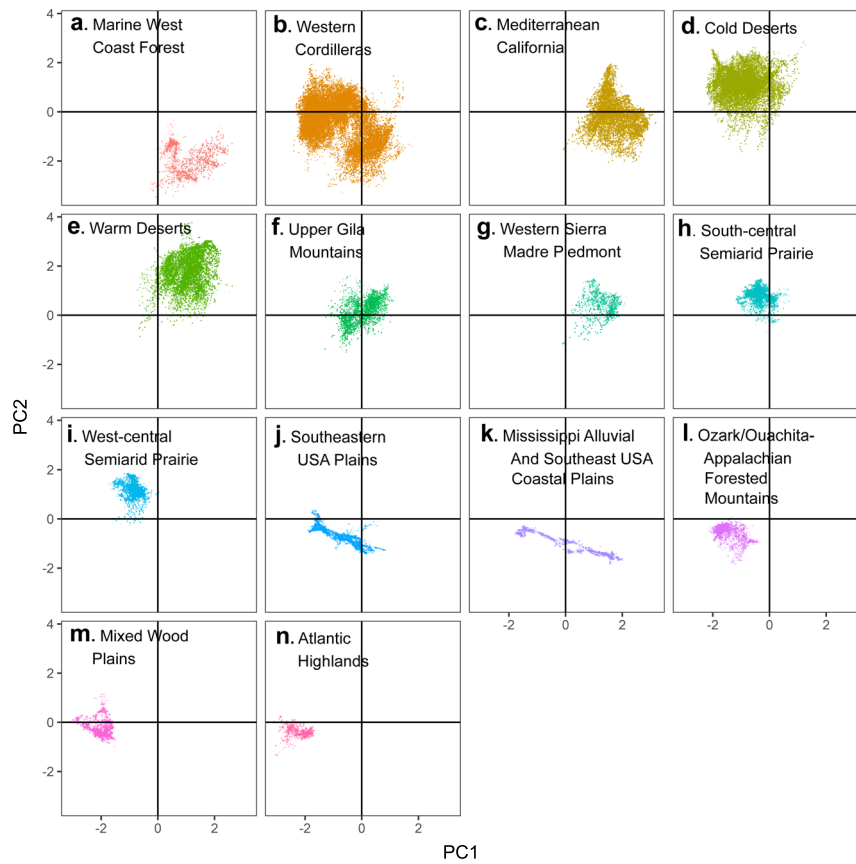 4
2
0
-2
a. Marine West
Coast Forest
b. Western
Cordilleras
c. Mediterranean
California
d. Cold Deserts
4
2
0
-2
e. Warm Deserts
f. Upper Gila
Mountains
g. Western Sierra
Madre Piedmont
h. South-central
Semiarid Prairie
PC2
4
2
0
-2
i. West-central
Semiarid Prairie
j. Southeastern
USA Plains
k. Mississippi Alluvial
And Southeast USA
Coastal Plains
l. Ozark/Ouachita-
Appalachian
Forested
Mountains
-2 0 2
-2 0 2
4
2
0
-2
m. Mixed Wood
Plains
n. Atlantic
Highlands
-2 0 2
-2 0 2
PC1